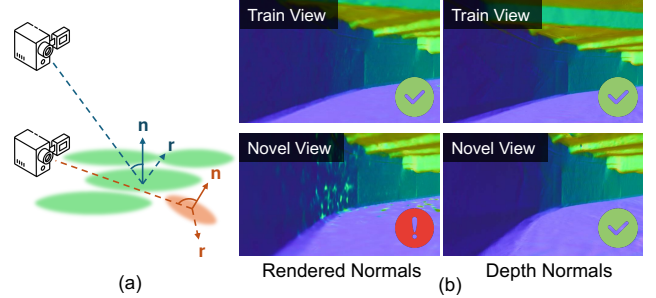 n
r
n
r
(a)
Train View
Train View
Novel View
Novel View
!
Rendered Normals
Depth Normals
(b)